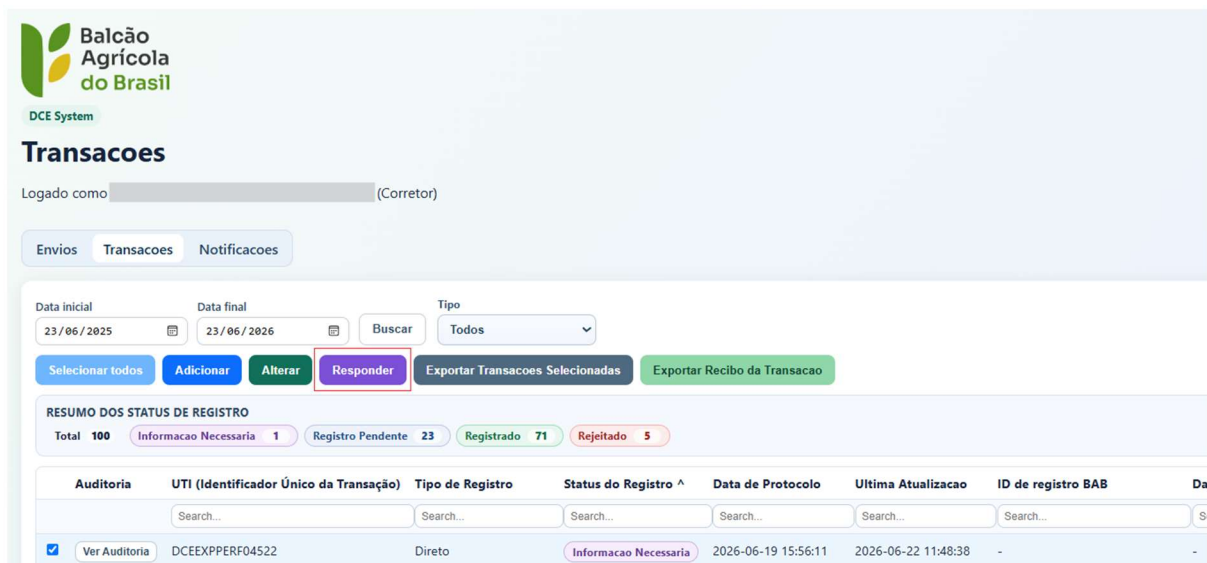 Balcão
Agrícola
do Brasil
DCE System
Transacoes
Logado como (Corretor)
Envios Transacoes Notificacoes
Data inicial Data final Tipo
23/06/2025 23/06/2026 Buscar Todos
Selecionar todos Adicionar Alterar Responder Exportar Transacoes Selecionadas Exportar Recibo da Transacao
RESUMO DOS STATUS DE REGISTRO
Total 100 Informacao Necessaria 1 Registro Pendente 23 Registrado 71 Rejeitado 5
Auditoria UTI (Identificador Único da Transação) Tipo de Registro Status do Registro ^ Data de Protocolo Ultima Atualizacao ID de registro BAB
Search... Search... Search... Search... Search... Search...
Ver Auditoria DCEEXPPERF04522 Direto Informacao Necessaria 2026-06-19 15:56:11 2026-06-22 11:48:38 - -